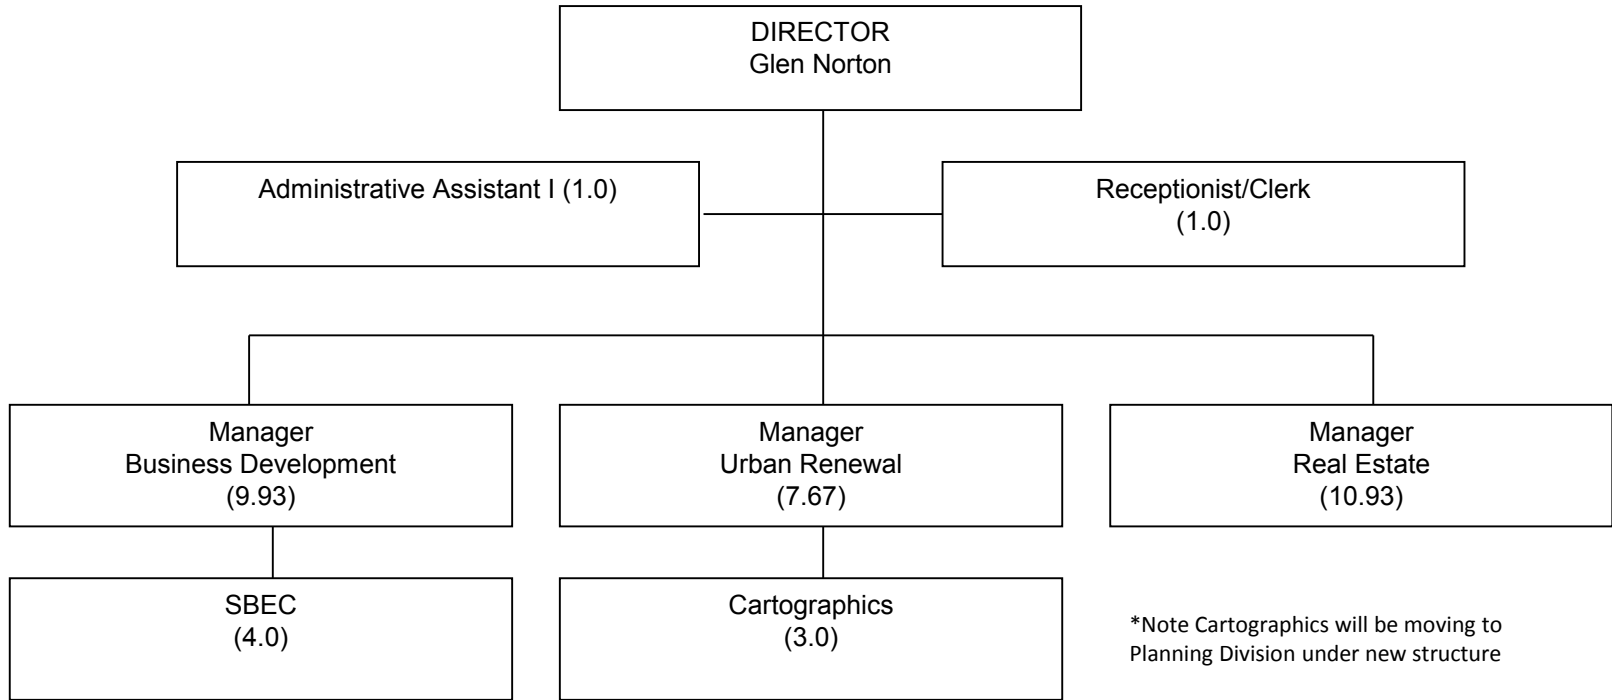 DIRECTOR
Glen Norton
Administrative Assistant I (1.0)
Receptionist/Clerk
(1.0)
Manager
Business Development
(9.93)
Manager
Urban Renewal
(7.67)
Manager
Real Estate
(10.93)
SBEC
(4.0)
Cartographics
(3.0)
*Note Cartographics will be moving to
Planning Division under new structure